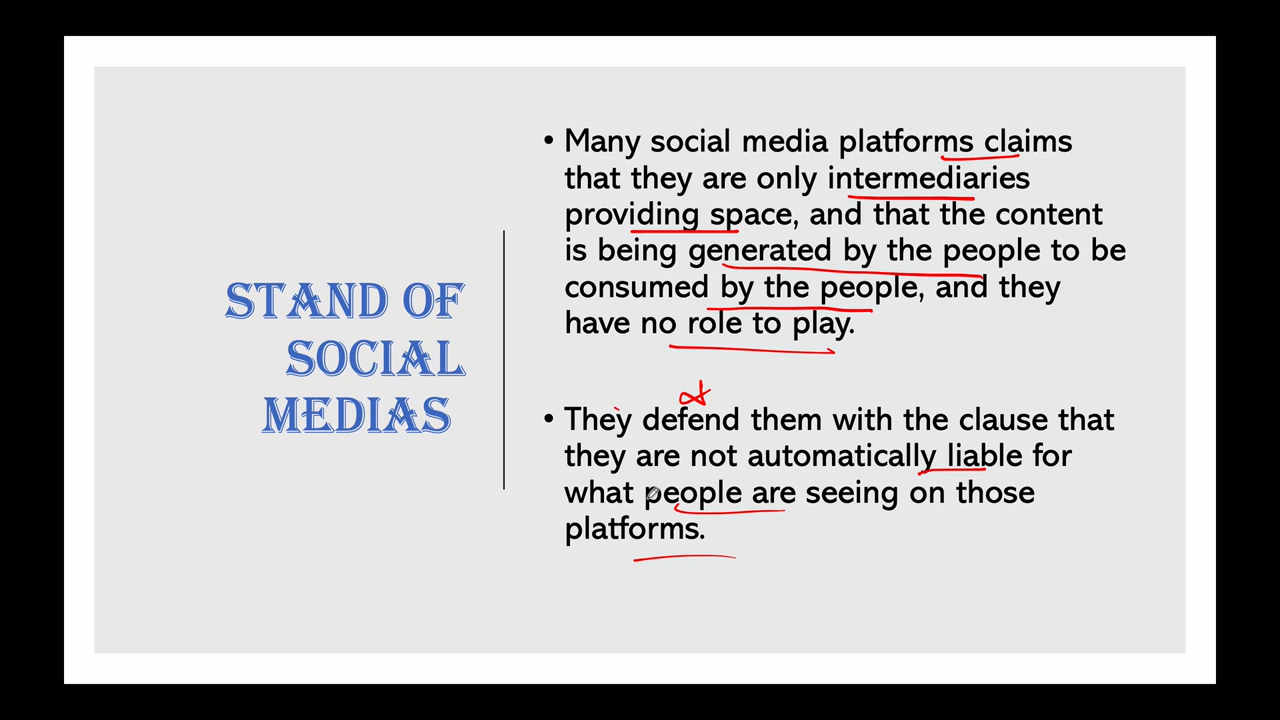 STAND OF
SOCIAL
MEDIAS
• Many social media platforms claims
that they are only intermediaries
providing space, and that the content
is being generated by the people to be
consumed by the people, and they
have no role to play.
• They defend them with the clause that
they are not automatically liable for
what people are seeing on those
platforms.